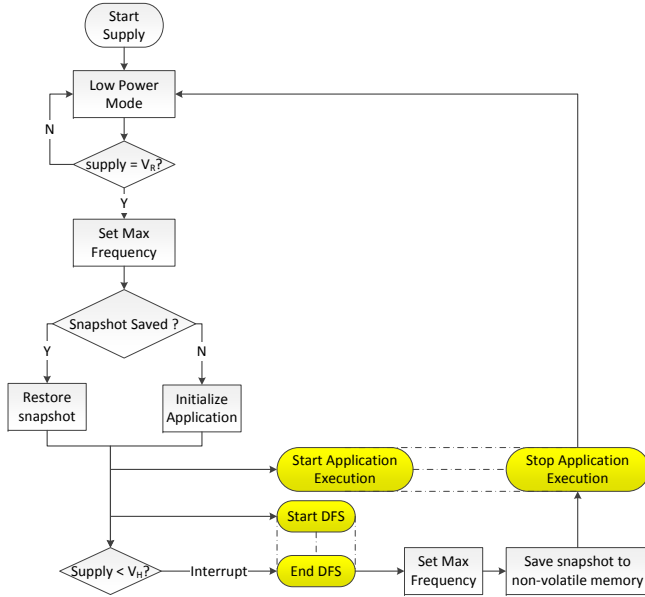 Start
Supply
Low Power
Mode
N
supply = VR?
Y
Set Max
Frequency
Snapshot Saved ?
Y
N
Restore
snapshot
Initialize
Application
Start Application
Execution
Stop Application
Execution
Start DFS
Supply < VH?
Interrupt
End DFS
Set Max
Frequency
Save snapshot to
non-volatile memory